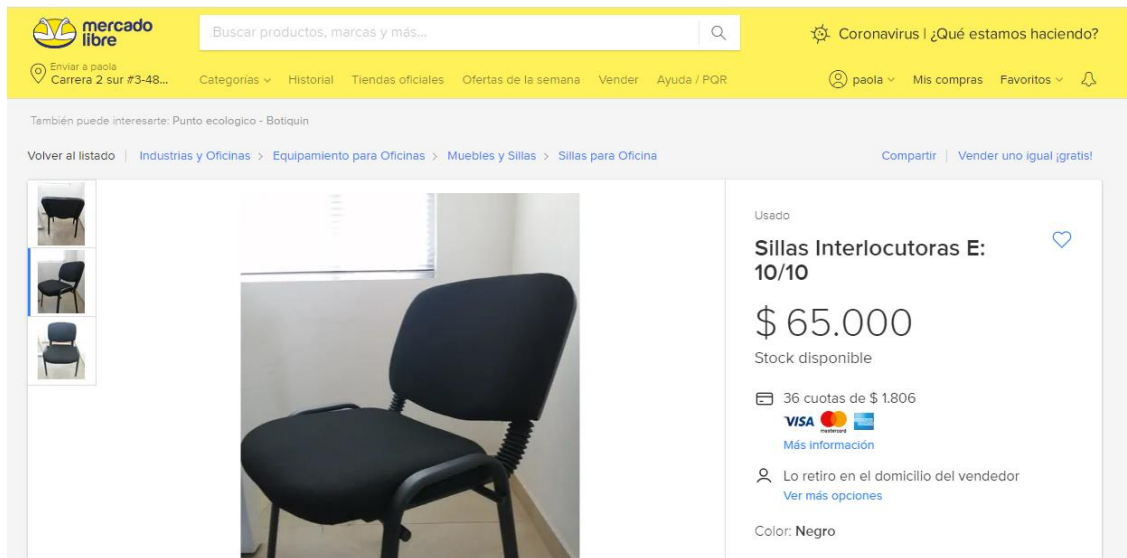 mercado
libre
Buscar productos, marcas y más...
Coronavirus | ¿Qué estamos haciendo?
Enviar a paola
Carrera 2 sur #3-48...
Categorías Historial Tiendas oficiales Ofertas de la semana Vender Ayuda / PQR
paola Mis compras Favoritos
También puede interesarte: Punto ecologico - Botiquin
Volver al listado | Industrias y Oficinas > Equipamiento para Oficinas > Muebles y Sillas > Sillas para Oficina
Compartir | Vender uno igual ¡gratis!
Usado
Sillas Interlocutoras E:
10/10
$ 65.000
Stock disponible
36 cuotas de $ 1.806
VISA mastercard
Más información
Lo retiro en el domicilio del vendedor
Ver más opciones
Color: Negro